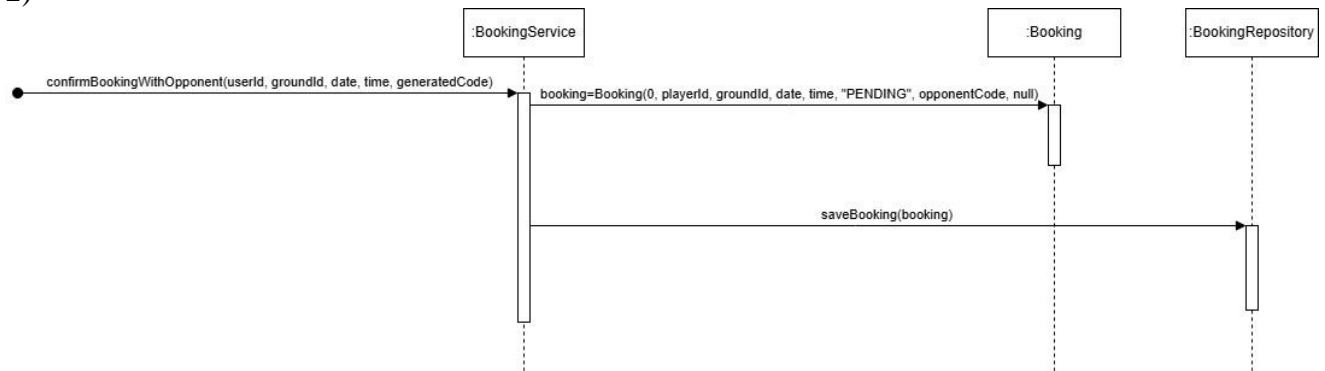 2)
:BookingService
:Booking
:BookingRepository
confirmBookingWithOpponent(userId, groundId, date, time, generatedCode)
booking=Booking(0, playerId, groundId, date, time, "PENDING", opponentCode, null)
saveBooking(booking)